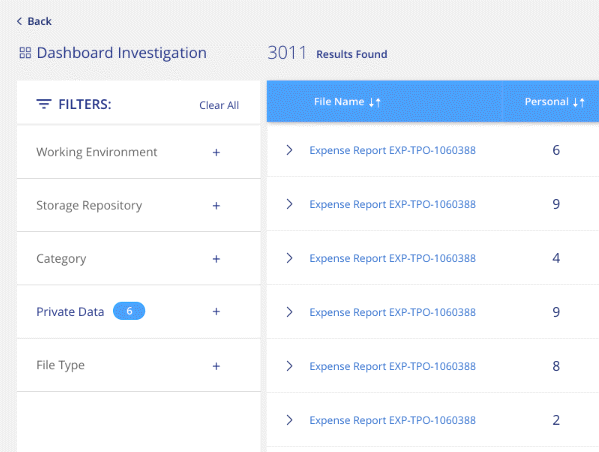 Back
Dashboard Investigation
3011 Results Found
FILTERS: Clear All
File Name Personal
Working Environment +
Expense Report EXP-TPO-1060388 6
Storage Repository +
Expense Report EXP-TPO-1060388 9
Category +
Expense Report EXP-TPO-1060388 4
Private Data 6 +
Expense Report EXP-TPO-1060388 9
File Type +
Expense Report EXP-TPO-1060388 8
Expense Report EXP-TPO-1060388 2